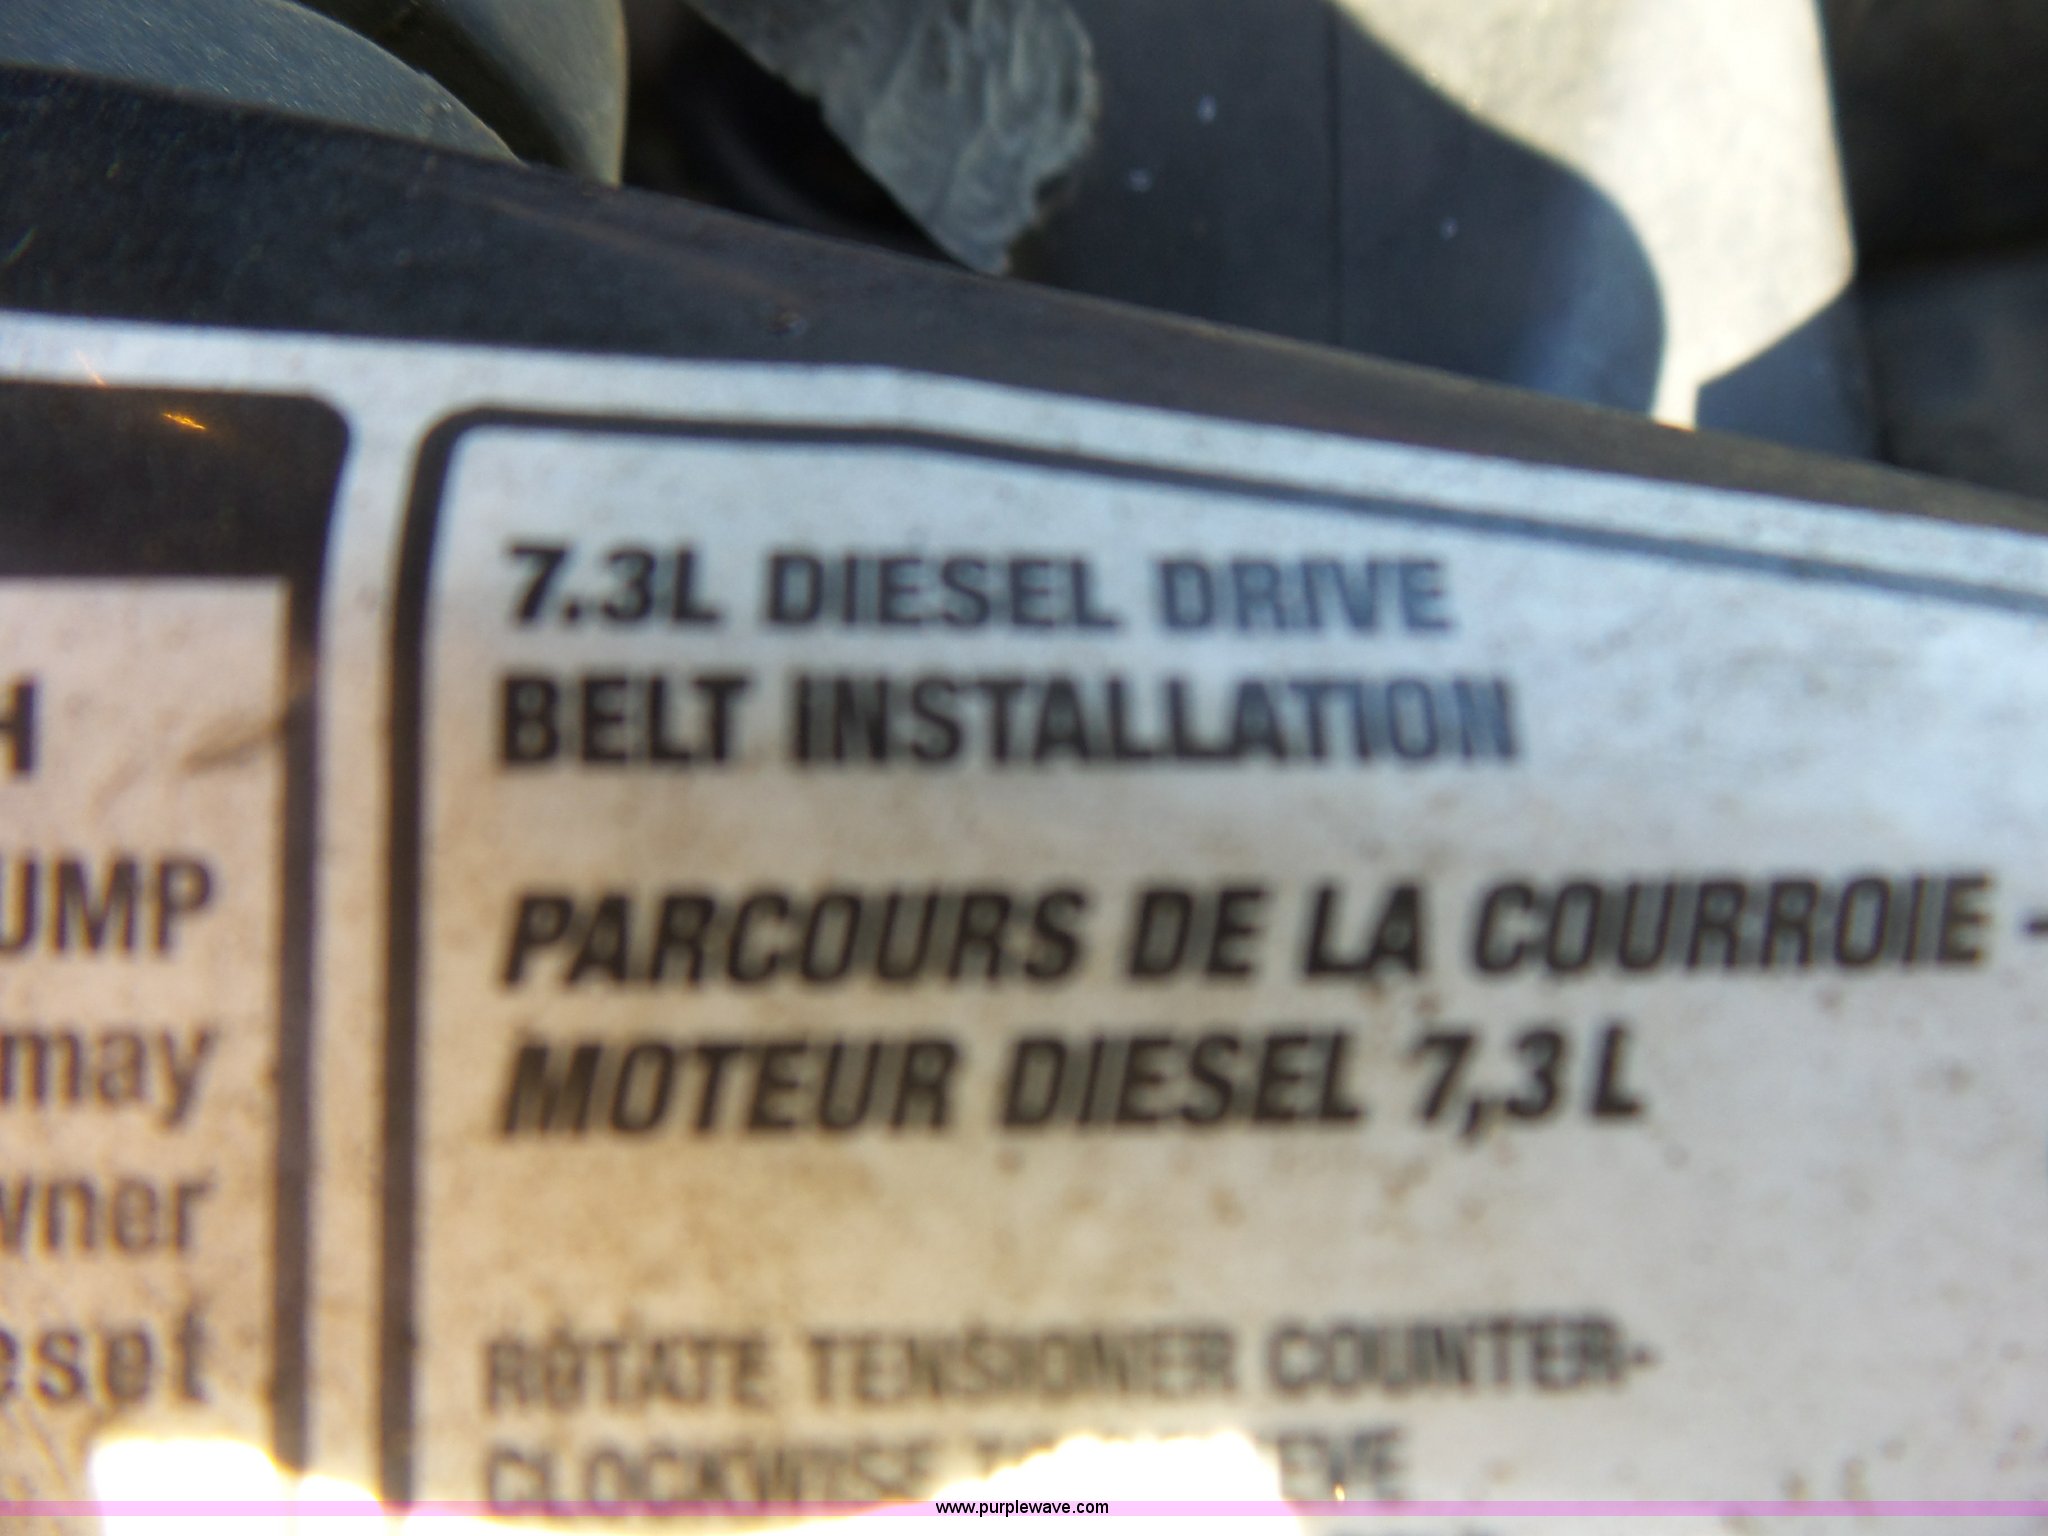 H
UMP
may
wner
eset
7.3L DIESEL DRIVE
BELT INSTALLATION
PARCOURS DE LA COURROIE -
MOTEUR DIESEL 7,3L
ROTATE TENSIONER COUNTER-
CLOCKWISE
www.purplewave.com